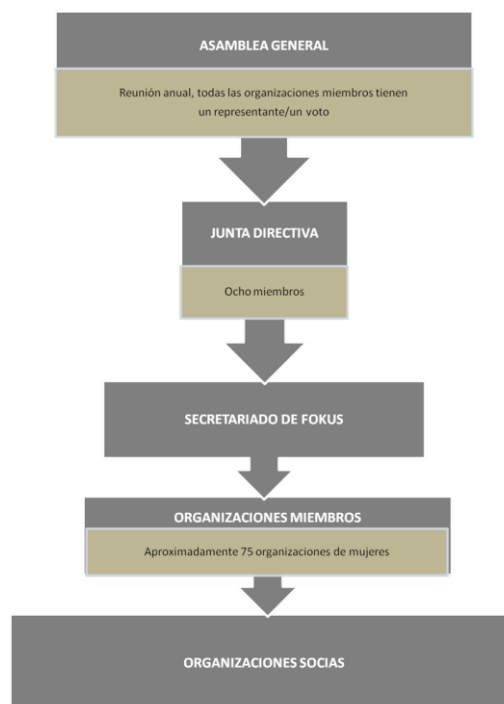 ASAMBLEA GENERAL
Reunión anual, todas las organizaciones miembros tienen
un representante/un voto
JUNTA DIRECTIVA
Ocho miembros
SECRETARIADO DE FOKUS
ORGANIZACIONES MIEMBROS
Aproximadamente 75 organizaciones de mujeres
ORGANIZACIONES SOCIAS